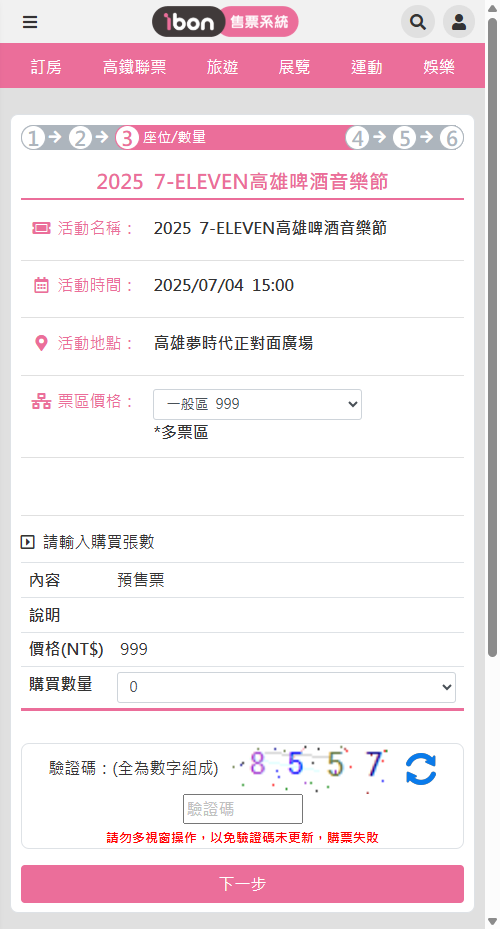 ibon 售票系統
訂房 高鐵聯票 旅遊 展覽 運動 娛樂
1 2 3 座位/數量 4 5 6
2025 7-ELEVEN高雄啤酒音樂節
活動名稱： 2025 7-ELEVEN高雄啤酒音樂節
活動時間： 2025/07/04 15:00
活動地點： 高雄夢時代正對面廣場
票區價格： 一般區 999
*多票區
請輸入購買張數
內容 預售票
說明
價格(NT$) 999
購買數量 0
驗證碼：(全為數字組成) 8557
驗證碼
請勿多視窗操作，以免驗證碼未更新，購票失敗
下一步